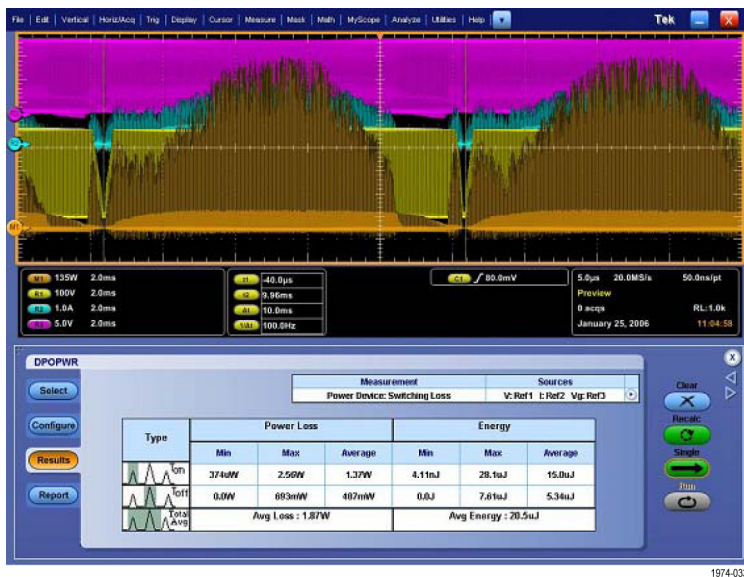 File | Edit | Vertical | Horiz/Acq | Trig | Display | Cursor | Measure | Mask | Math | MyScope | Analyze | Utilities | Help
Tek
M1
M1 135W 2.0ms
R1 100V 2.0ms
R2 1.0A 2.0ms
R3 5.0V 2.0ms
t1 -40.0µs
t2 9.96ms
Δt 10.0ms
1/Δt 100.0Hz
C1 80.0mV
5.0µs 20.0MS/s 50.0ns/pt
Preview
0 acqs RL:1.0k
January 25, 2006 11:04:58
DPOPWR
Select
Configure
Results
Report
Measurement Sources
Power Device: Switching Loss V: Ref1 I: Ref2 Vg: Ref3
Type Power Loss Energy
Min Max Average Min Max Average
Ton 374uW 2.56W 1.37W 4.11nJ 28.1uJ 15.0uJ
Toff 0.0W 693mW 487mW 0.0J 7.61uJ 5.34uJ
Total Avg Avg Loss : 1.87W Avg Energy : 20.5uJ
Clear
Recalc
Single
Run